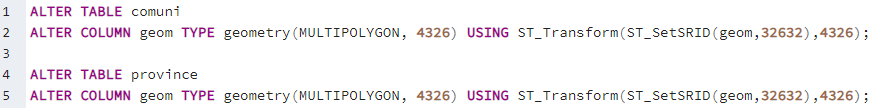 1 ALTER TABLE comuni
2 ALTER COLUMN geom TYPE geometry(MULTIPOLYGON, 4326) USING ST_Transform(ST_SetSRID(geom,32632),4326);
3
4 ALTER TABLE province
5 ALTER COLUMN geom TYPE geometry(MULTIPOLYGON, 4326) USING ST_Transform(ST_SetSRID(geom,32632),4326);